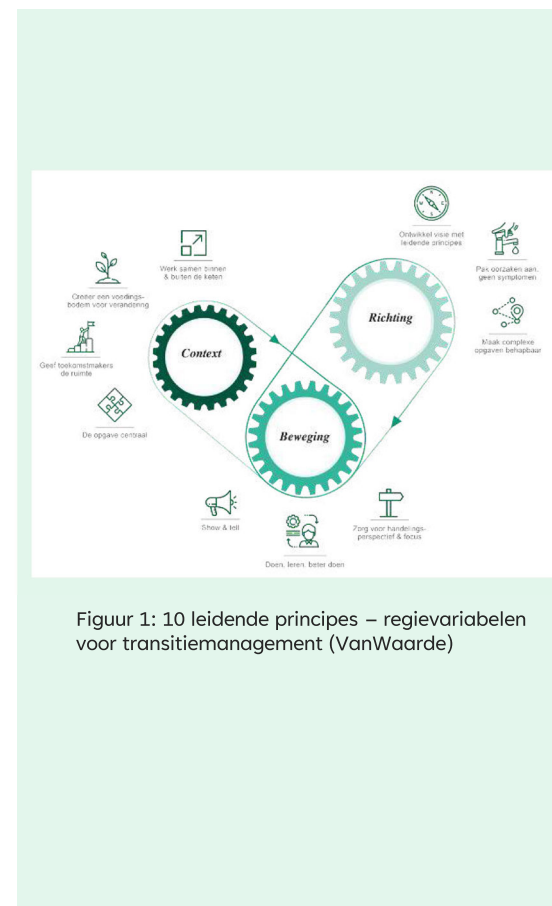 Ontwikkel visie met
leidende principes
Werk samen binnen
& buiten de keten
Pak oorzaken aan,
geen symptomen
Creëer een voedings-
bodem voor verandering
Richting
Maak complexe
opgaven behapbaar
Context
Geef toekomstmakers
de ruimte
De opgave centraal
Beweging
Show & tell
Zorg voor handelings-
perspectief & focus
Doen, leren, beter doen
Figuur 1: 10 leidende principes – regievariabelen
voor transitiemanagement (VanWaarde)